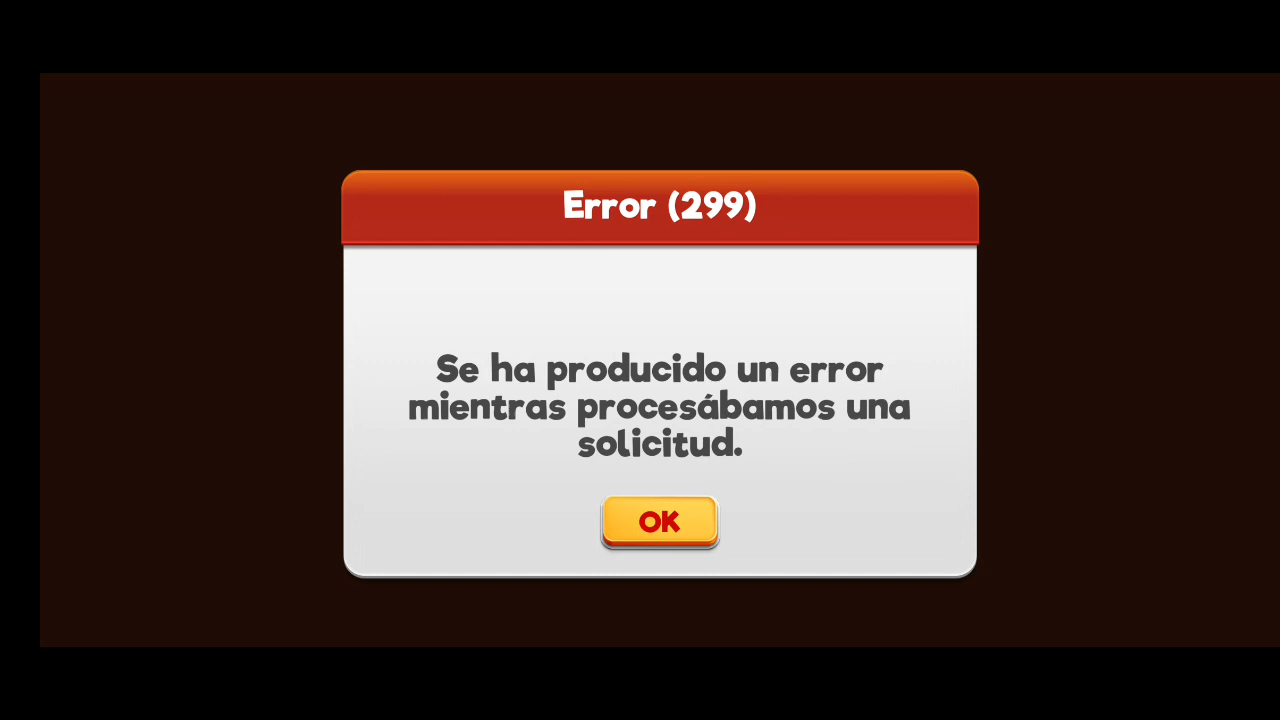 Error (299)
Se ha producido un error
mientras procesábamos una
solicitud.
OK